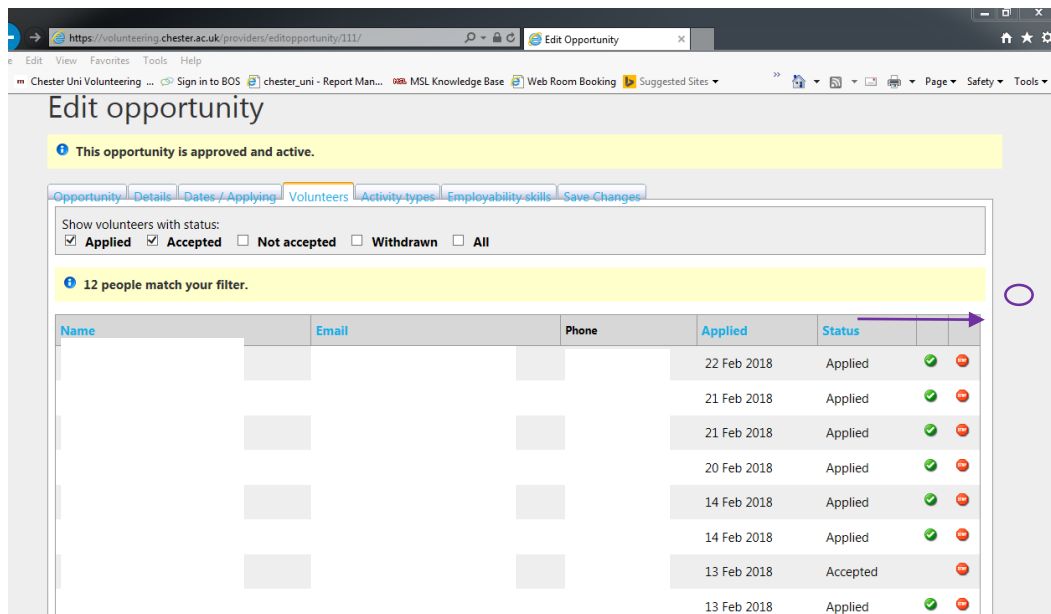 https://volunteering.chester.ac.uk/providers/editopportunity/111/ Edit Opportunity
Edit View Favorites Tools Help
Chester Uni Volunteering ... Sign in to BOS chester_uni - Report Man... MSL Knowledge Base Web Room Booking Suggested Sites Page Safety Tools
Edit opportunity
This opportunity is approved and active.
Opportunity Details Dates / Applying Volunteers Activity types Employability skills Save Changes
Show volunteers with status:
Applied Accepted Not accepted Withdrawn All
12 people match your filter.
Name Email Phone Applied Status
22 Feb 2018 Applied
21 Feb 2018 Applied
21 Feb 2018 Applied
20 Feb 2018 Applied
14 Feb 2018 Applied
14 Feb 2018 Applied
13 Feb 2018 Accepted
13 Feb 2018 Applied